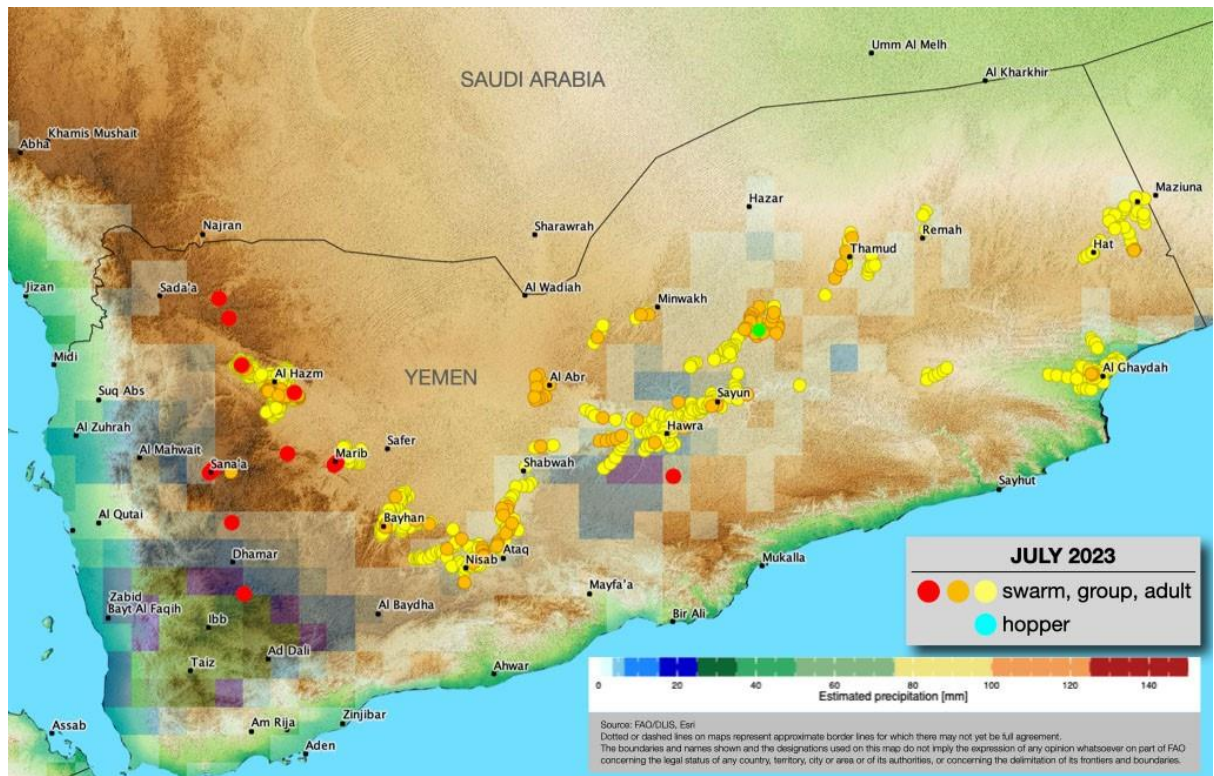 Umm Al Melh
SAUDI ARABIA
Al Kharkhir
Khamis Mushait
Abha
Maziuna
Hazar
Najran
Sharawrah
Remah
Thamud
Hat
Jizan
Sada'a
Al Wadiah
Minwakh
Midi
Al Hazm
YEMEN
Al Abr
Al Ghaydah
Suq Abs
Sayun
Al Zuhrah
Hawra
Al Mahwait
Safer
Marib
Sana'a
Shabwah
Sayhut
Al Qutai
Bayhan
Dhamar
Nisab
Ataq
Mukalla
Mayfa'a
Zabid
Bayt Al Faqih
Al Baydha
Bir Ali
Ibb
Taiz
Ad Dali
Ahwar
Assab
Am Rija
Zinjibar
Aden
JULY 2023
swarm, group, adult
hopper
0 20 40 60 80 100 120 140
Estimated precipitation [mm]
Source: FAO/DLIS, Esri
Dotted or dashed lines on maps represent approximate border lines for which there may not yet be full agreement.
The boundaries and names shown and the designations used on this map do not imply the expression of any opinion whatsoever on part of FAO
concerning the legal status of any country, territory, city or area or of its authorities, or concerning the delimitation of its frontiers and boundaries.